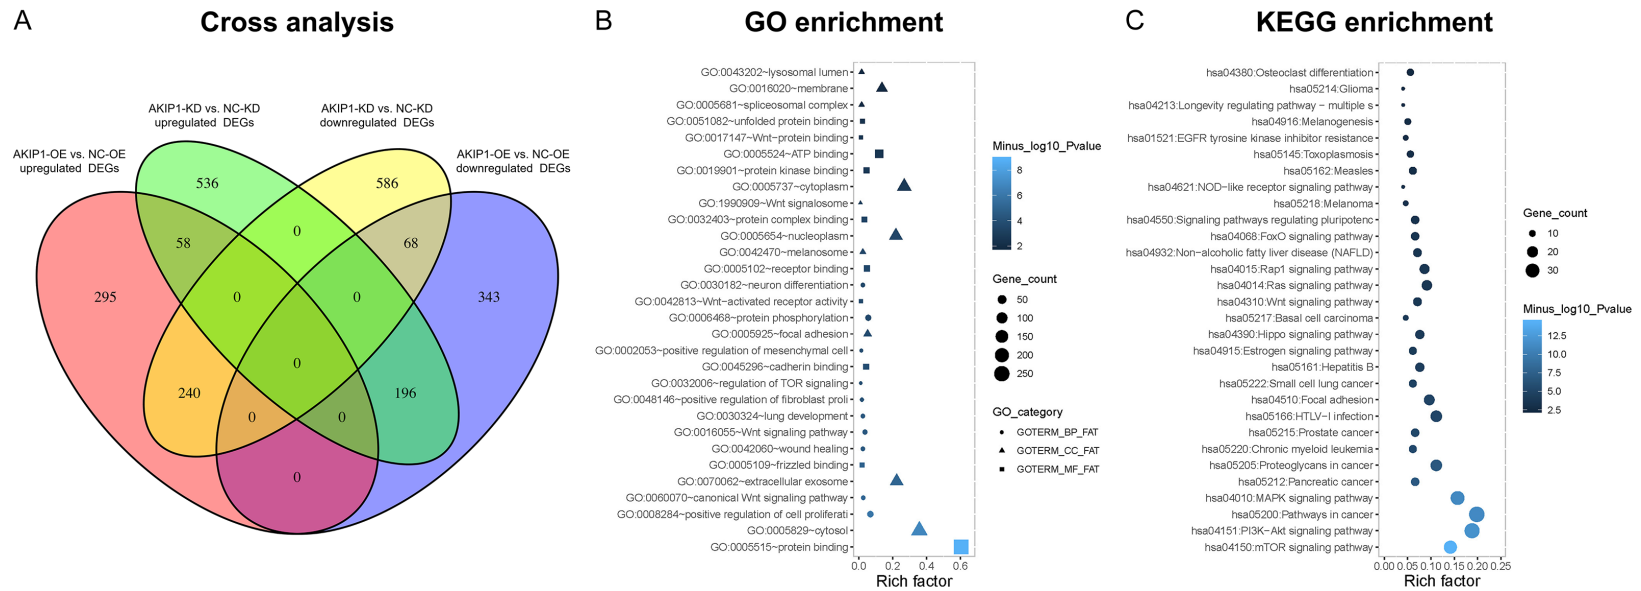 A
Cross analysis
AKIP1-KD vs. NC-KD
upregulated DEGs
AKIP1-KD vs. NC-KD
downregulated DEGs
AKIP1-OE vs. NC-OE
upregulated DEGs
AKIP1-OE vs. NC-OE
downregulated DEGs
536
586
58
0
68
295
0
0
343
0
240
196
0
0
0
B
GO enrichment
GO:0043202~lysosomal lumen
GO:0016020~membrane
GO:0005681~spliceosomal complex
GO:0051082~unfolded protein binding
GO:0017147~Wnt−protein binding
GO:0005524~ATP binding
GO:0019901~protein kinase binding
GO:0005737~cytoplasm
GO:1990909~Wnt signalosome
GO:0032403~protein complex binding
GO:0005654~nucleoplasm
GO:0042470~melanosome
GO:0005102~receptor binding
GO:0030182~neuron differentiation
GO:0042813~Wnt−activated receptor activity
GO:0006468~protein phosphorylation
GO:0005925~focal adhesion
GO:0002053~positive regulation of mesenchymal cell
GO:0045296~cadherin binding
GO:0032006~regulation of TOR signaling
GO:0048146~positive regulation of fibroblast proli
GO:0030324~lung development
GO:0016055~Wnt signaling pathway
GO:0042060~wound healing
GO:0005109~frizzled binding
GO:0070062~extracellular exosome
GO:0060070~canonical Wnt signaling pathway
GO:0008284~positive regulation of cell proliferati
GO:0005829~cytosol
GO:0005515~protein binding
0.0 0.2 0.4 0.6
Rich factor
Minus_log10_Pvalue
8
6
4
2
Gene_count
50
100
150
200
250
GO_category
GOTERM_BP_FAT
GOTERM_CC_FAT
GOTERM_MF_FAT
C
KEGG enrichment
hsa04380:Osteoclast differentiation
hsa05214:Glioma
hsa04213:Longevity regulating pathway − multiple s
hsa04916:Melanogenesis
hsa01521:EGFR tyrosine kinase inhibitor resistance
hsa05145:Toxoplasmosis
hsa05162:Measles
hsa04621:NOD−like receptor signaling pathway
hsa05218:Melanoma
hsa04550:Signaling pathways regulating pluripotenc
hsa04068:FoxO signaling pathway
hsa04932:Non−alcoholic fatty liver disease (NAFLD)
hsa04015:Rap1 signaling pathway
hsa04014:Ras signaling pathway
hsa04310:Wnt signaling pathway
hsa05217:Basal cell carcinoma
hsa04390:Hippo signaling pathway
hsa04915:Estrogen signaling pathway
hsa05161:Hepatitis B
hsa05222:Small cell lung cancer
hsa04510:Focal adhesion
hsa05166:HTLV−I infection
hsa05215:Prostate cancer
hsa05220:Chronic myeloid leukemia
hsa05205:Proteoglycans in cancer
hsa05212:Pancreatic cancer
hsa04010:MAPK signaling pathway
hsa05200:Pathways in cancer
hsa04151:PI3K−Akt signaling pathway
hsa04150:mTOR signaling pathway
0.00 0.05 0.10 0.15 0.20 0.25
Rich factor
Gene_count
10
20
30
Minus_log10_Pvalue
12.5
10.0
7.5
5.0
2.5